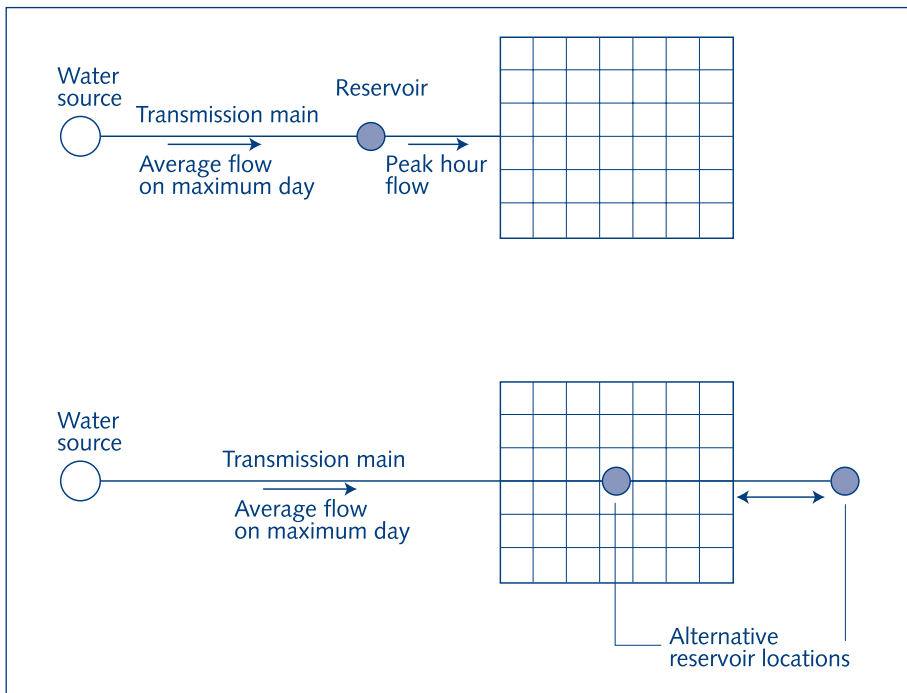 Water
source
Transmission main
Reservoir
Average flow
on maximum day
Peak hour
flow
Water
source
Transmission main
Average flow
on maximum day
Alternative
reservoir locations